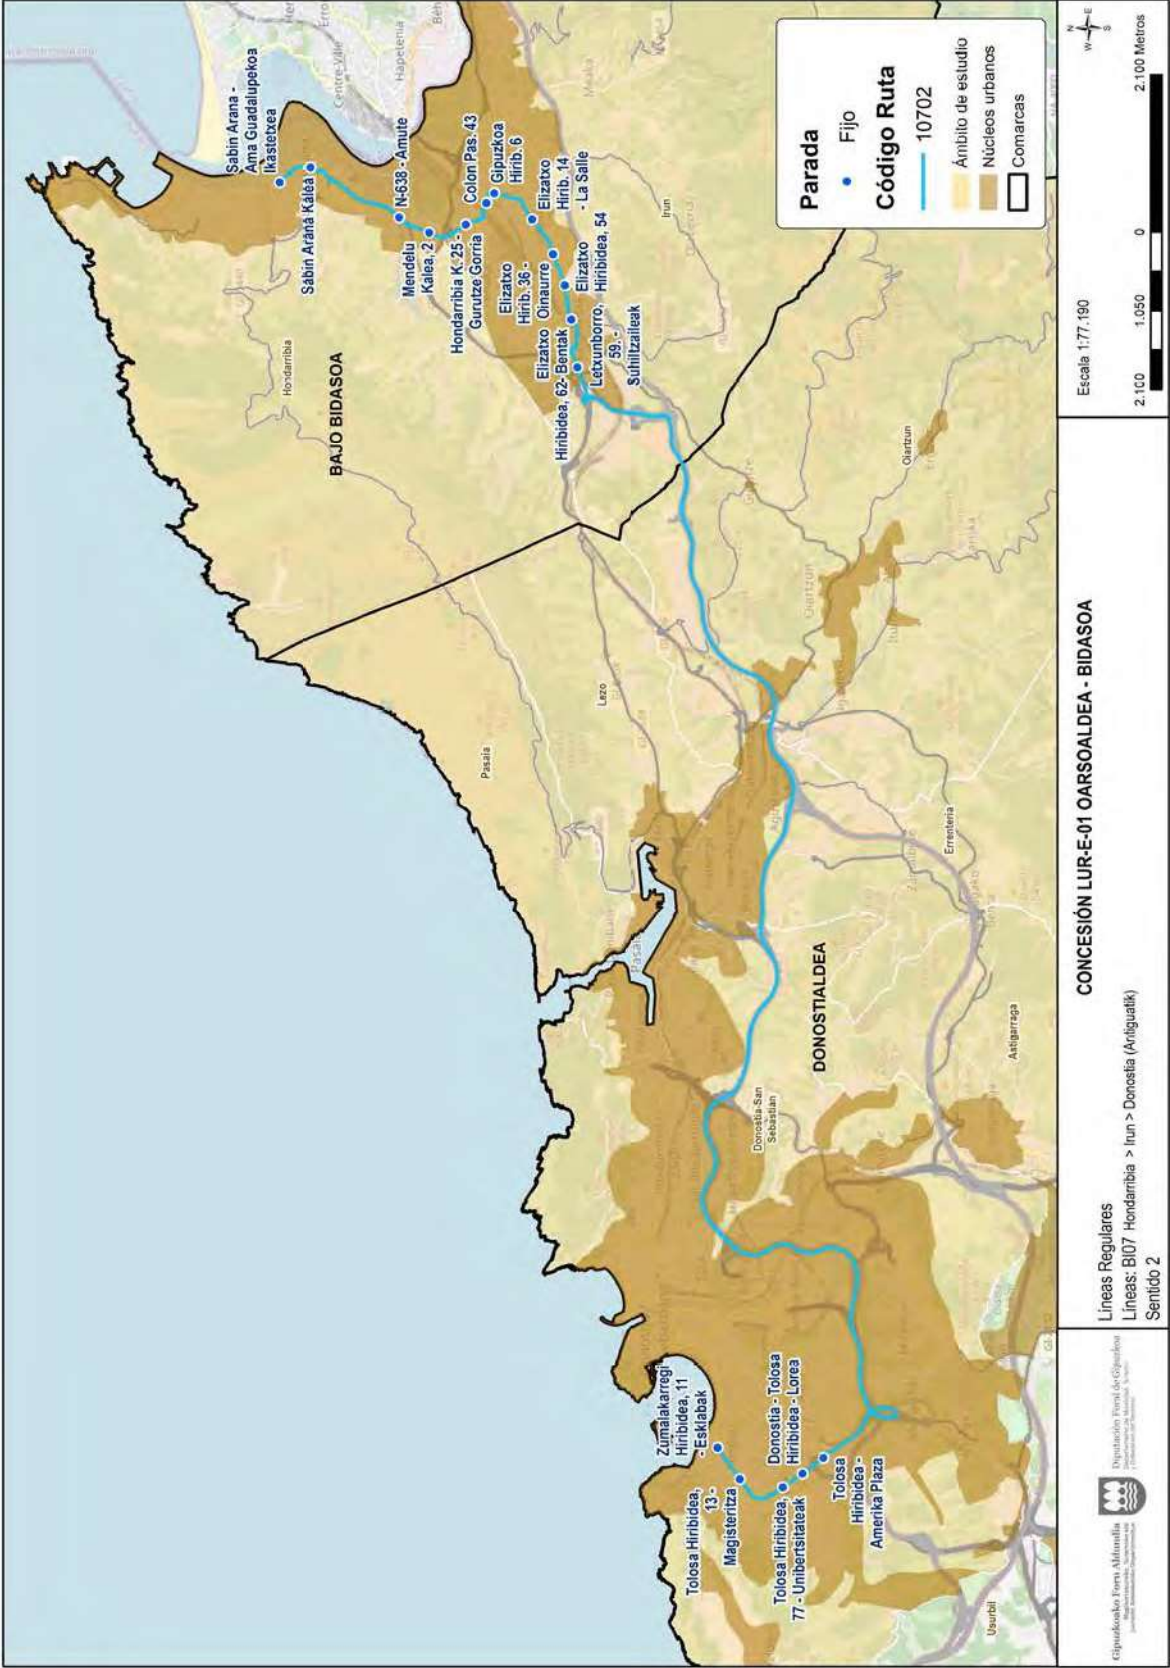 Sabin Arana -
Ama Guadalupekoa
Ikastetxea
Sabin Arana Kalea
N-638 - Amute
Mendelu
Kalea, 2
Hondarribia K. 25 -
Gurutze Gorria
Colon Pas. 43
Gipuzkoa
Hirib. 6
Elizatxo
Hirib. 14
- La Salle
Elizatxo
Hirib. 36 -
Oinaurre
Elizatxo
Hiribidea, 54
Elizatxo
Hiribidea, 62- Bentak
Letxunborro,
59. -
Suhiltzaileak
Zumalakarregi
Hiribidea, 11
- Esklabak
Tolosa Hiribidea,
13 -
Magisteritza
Tolosa Hiribidea,
77 - Unibertsitateak
Donostia - Tolosa
Hiribidea - Lorea
Tolosa
Hiribidea -
Amerika Plaza
BAJO BIDASOA
DONOSTIALDEA
Hondarribia
Irun
Lezo
Pasaia
Oiartzun
Errenteria
Astigarraga
Donostia-San
Sebastián
Usurbil
Centre-Ville
Hapetenia
Meaka
Oiartzun
Pasaia
Parada
Fijo
Código Ruta
10702
Ámbito de estudio
Núcleos urbanos
Comarcas
Gipuzkoako Foru Aldundia
Diputación Foral de Gipuzkoa
Líneas Regulares
Líneas: BI07 Hondarribia > Irun > Donostia (Antiguatik)
Sentido 2
CONCESIÓN LUR-E-01 OARSOALDEA - BIDASOA
Escala 1:77.190
2.100 1.050 0 2.100 Metros
N
W E
S